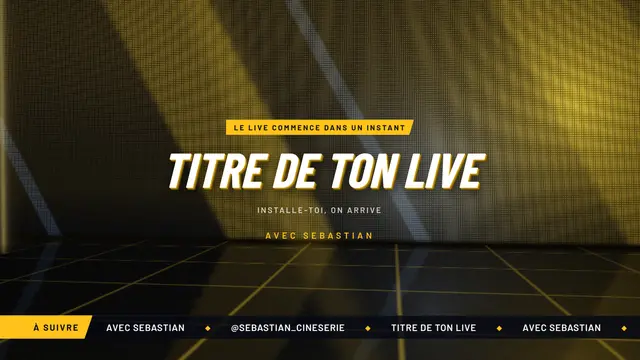 LE LIVE COMMENCE DANS UN INSTANT
TITRE DE TON LIVE
INSTALLE-TOI, ON ARRIVE
AVEC SEBASTIAN
À SUIVRE AVEC SEBASTIAN ◆ @SEBASTIAN_CINESERIE ◆ TITRE DE TON LIVE ◆ AVEC SEBASTIAN ◆